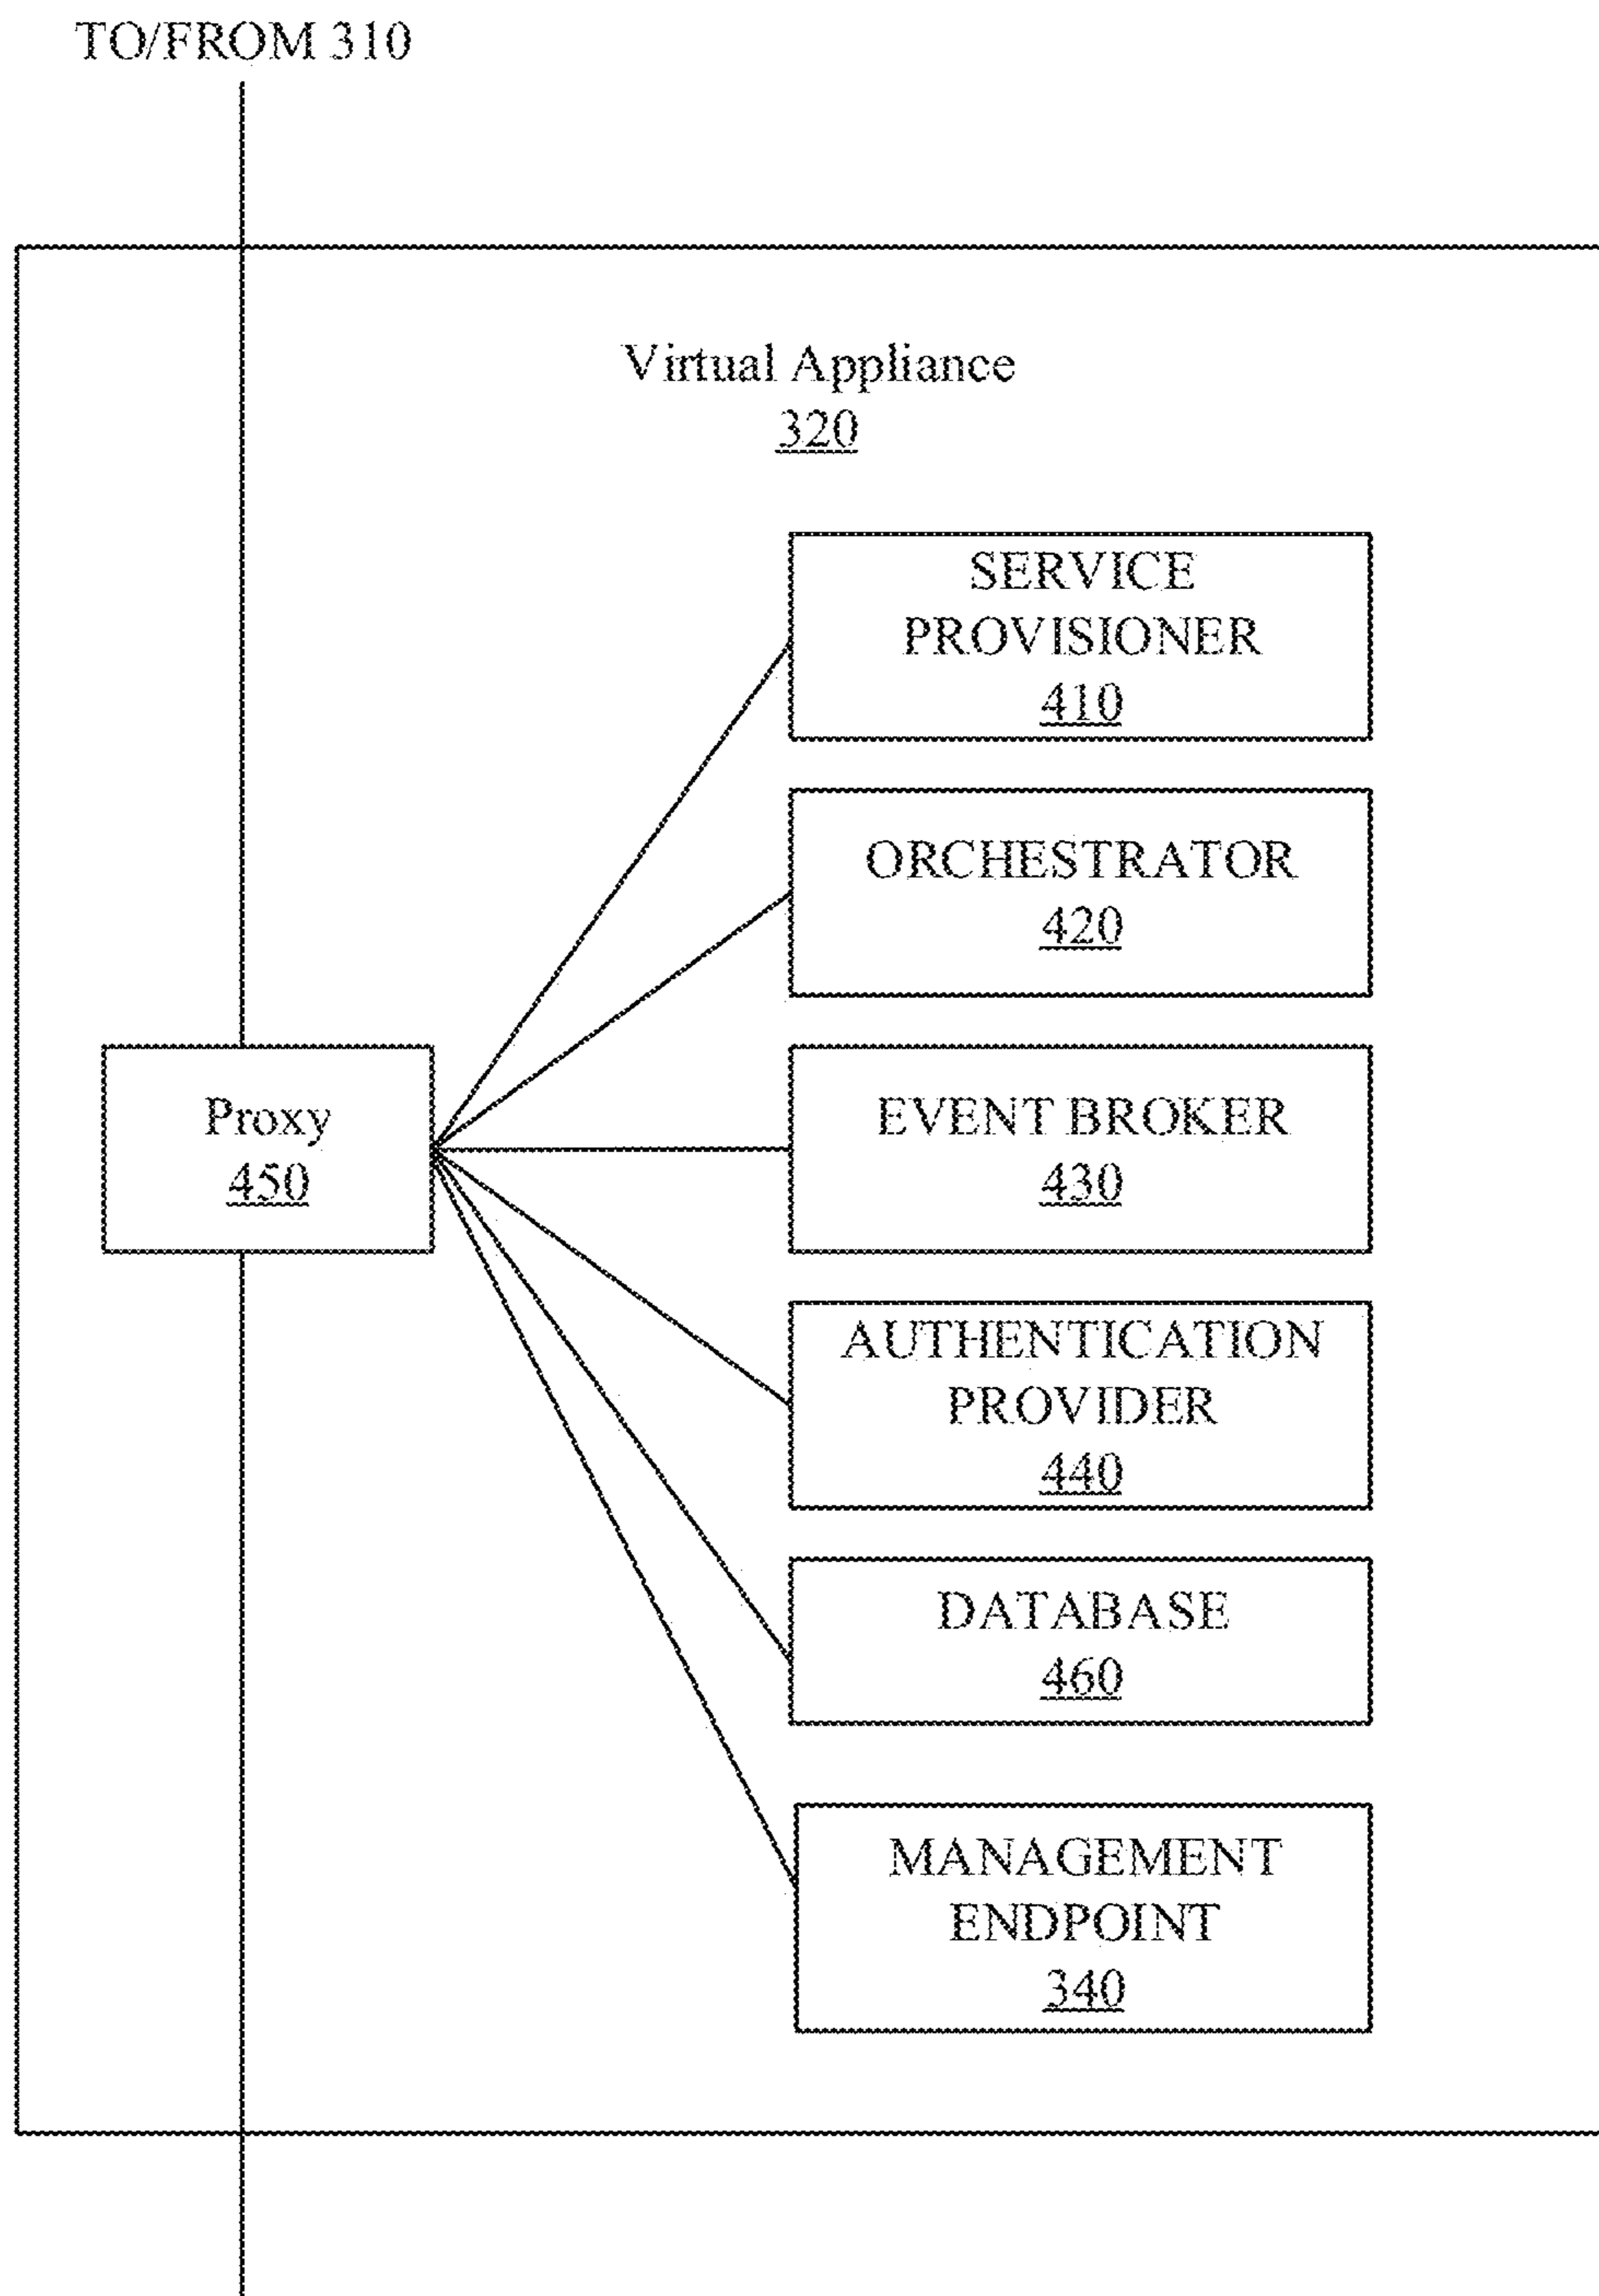 TO/FROM 310
Virtual Appliance
320
SERVICE
PROVISIONER
410
ORCHESTRATOR
420
Proxy
450
EVENT BROKER
430
AUTHENTICATION
PROVIDER
440
DATABASE
460
MANAGEMENT
ENDPOINT
340